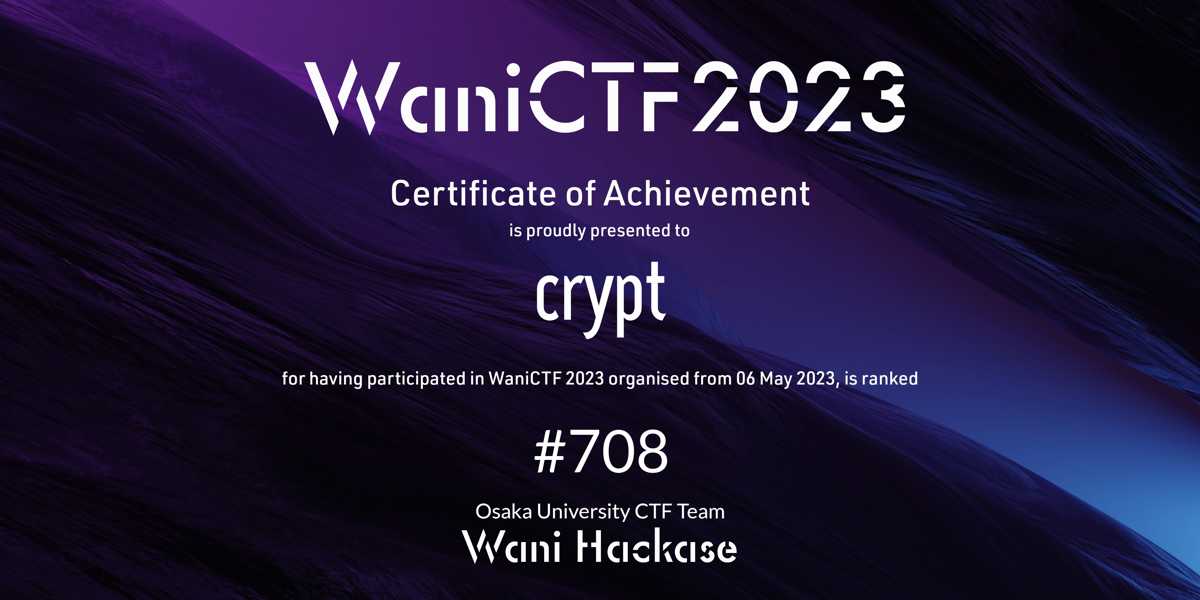 WaniCTF2023
Certificate of Achievement
is proudly presented to
crypt
for having participated in WaniCTF 2023 organised from 06 May 2023, is ranked
#708
Osaka University CTF Team
Wani Hackase